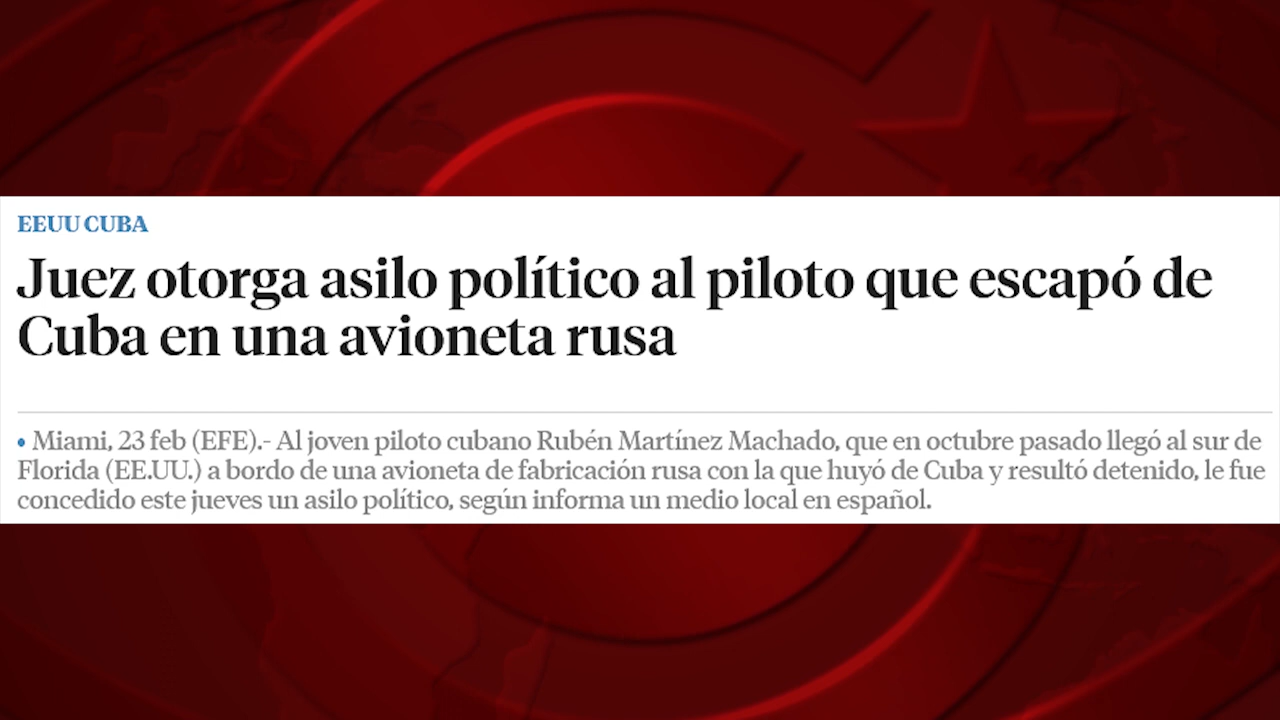 EEUU CUBA
Juez otorga asilo político al piloto que escapó de
Cuba en una avioneta rusa
• Miami, 23 feb (EFE).- Al joven piloto cubano Rubén Martínez Machado, que en octubre pasado llegó al sur de
Florida (EE.UU.) a bordo de una avioneta de fabricación rusa con la que huyó de Cuba y resultó detenido, le fue
concedido este jueves un asilo político, según informa un medio local en español.